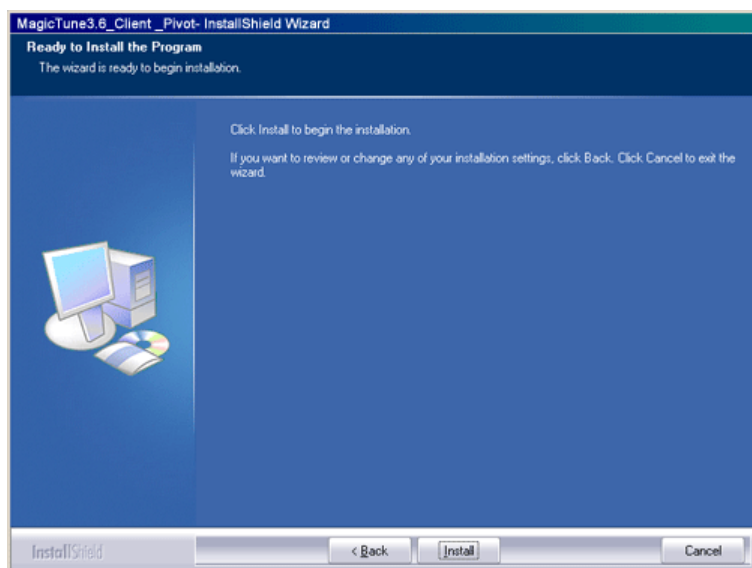 MagicTune3.6_Client _Pivot- InstallShield Wizard
Ready to Install the Program
The wizard is ready to begin installation.
Click Install to begin the installation.
If you want to review or change any of your installation settings, click Back. Click Cancel to exit the
wizard.
InstallShield
< Back
Install
Cancel